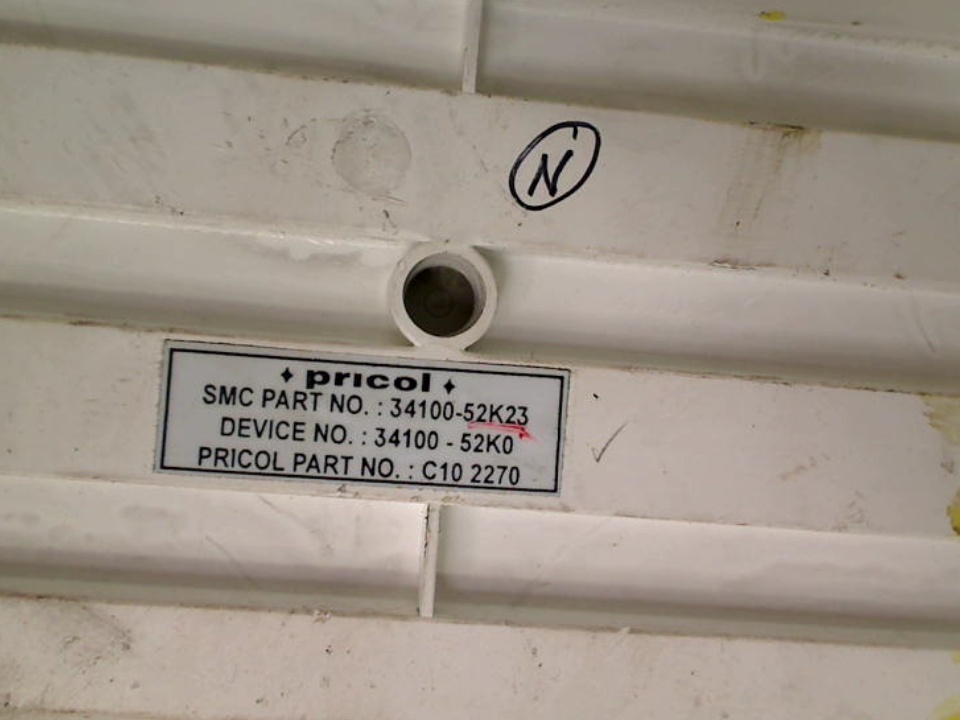 N
pricol
SMC PART NO. : 34100-52K23
DEVICE NO. : 34100 - 52K0
PRICOL PART NO. : C10 2270